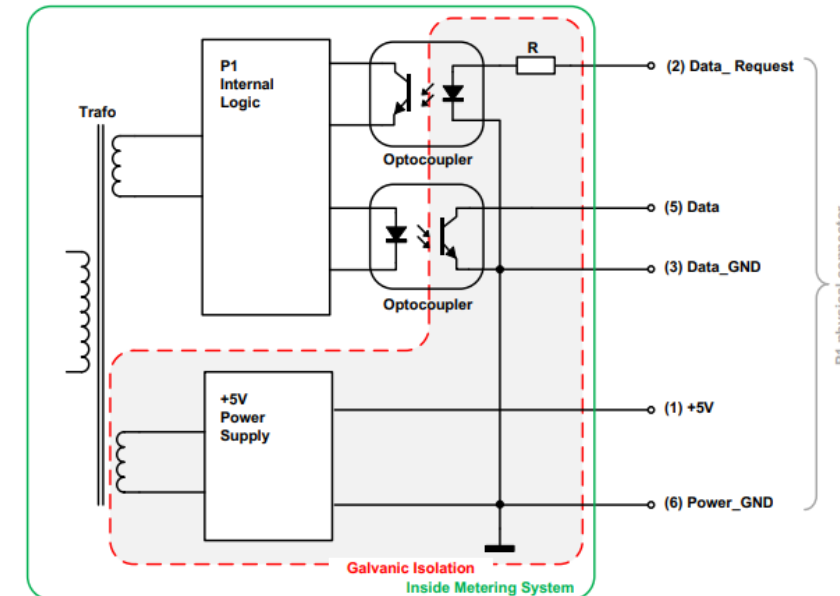 R
P1
Internal
Logic
(2) Data_ Request
Trafo
Optocoupler
(5) Data
(3) Data_GND
Optocoupler
+5V
Power
Supply
(1) +5V
(6) Power_GND
Galvanic Isolation
Inside Metering System